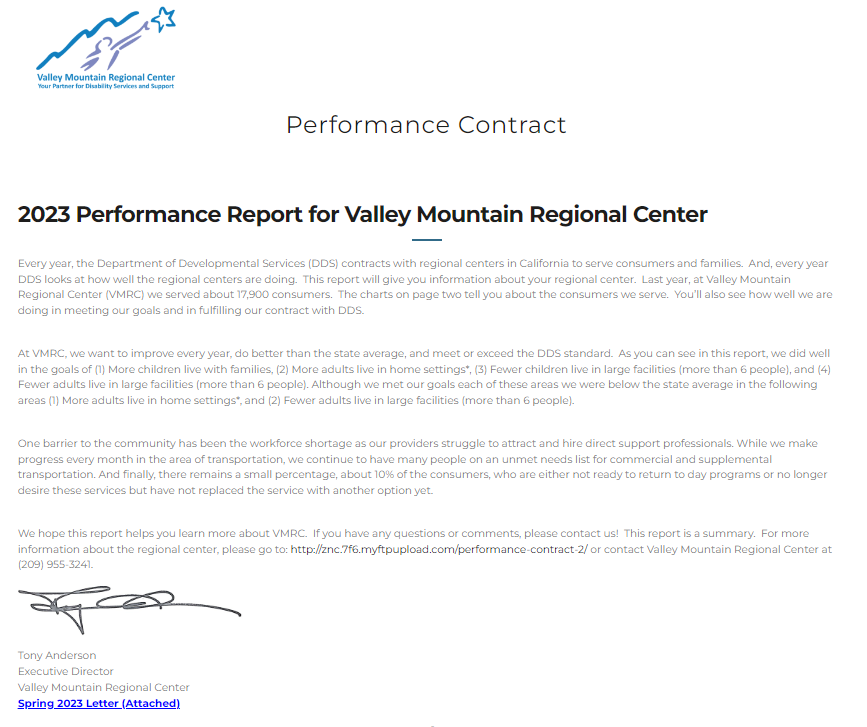 Valley Mountain Regional Center
Your Partner for Disability Services and Support
Performance Contract
2023 Performance Report for Valley Mountain Regional Center
Every year, the Department of Developmental Services (DDS) contracts with regional centers in California to serve consumers and families.  And, every year
DDS looks at how well the regional centers are doing.  This report will give you information about your regional center.  Last year, at Valley Mountain
Regional Center (VMRC) we served about 17,900 consumers.  The charts on page two tell you about the consumers we serve.  You'll also see how well we are
doing in meeting our goals and in fulfilling our contract with DDS.
At VMRC, we want to improve every year, do better than the state average, and meet or exceed the DDS standard.  As you can see in this report, we did well
in the goals of (1) More children live with families, (2) More adults live in home settings*, (3) Fewer children live in large facilities (more than 6 people), and (4)
Fewer adults live in large facilities (more than 6 people). Although we met our goals each of these areas we were below the state average in the following
areas (1) More adults live in home settings*, and (2) Fewer adults live in large facilities (more than 6 people).
One barrier to the community has been the workforce shortage as our providers struggle to attract and hire direct support professionals. While we make
progress every month in the area of transportation, we continue to have many people on an unmet needs list for commercial and supplemental
transportation. And finally, there remains a small percentage, about 10% of the consumers, who are either not ready to return to day programs or no longer
desire these services but have not replaced the service with another option yet.
We hope this report helps you learn more about VMRC.  If you have any questions or comments, please contact us!  This report is a summary.  For more
information about the regional center, please go to: http://znc.7f6.myftpupload.com/performance-contract-2/ or contact Valley Mountain Regional Center at
(209) 955-3241.
Tony Anderson
Executive Director
Valley Mountain Regional Center
Spring 2023 Letter (Attached)